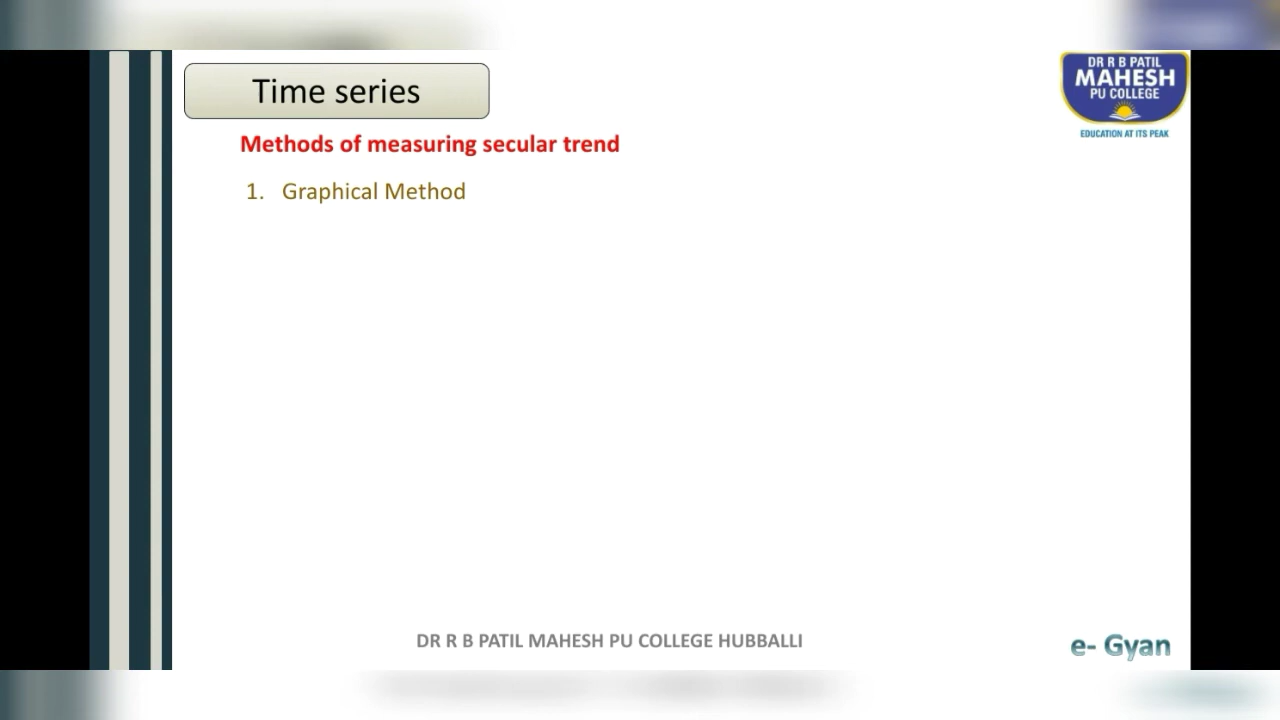 Time series
DR R B PATIL
MAHESH
PU COLLEGE
EDUCATION AT ITS PEAK
Methods of measuring secular trend
1. Graphical Method
DR R B PATIL MAHESH PU COLLEGE HUBBALLI
e- Gyan